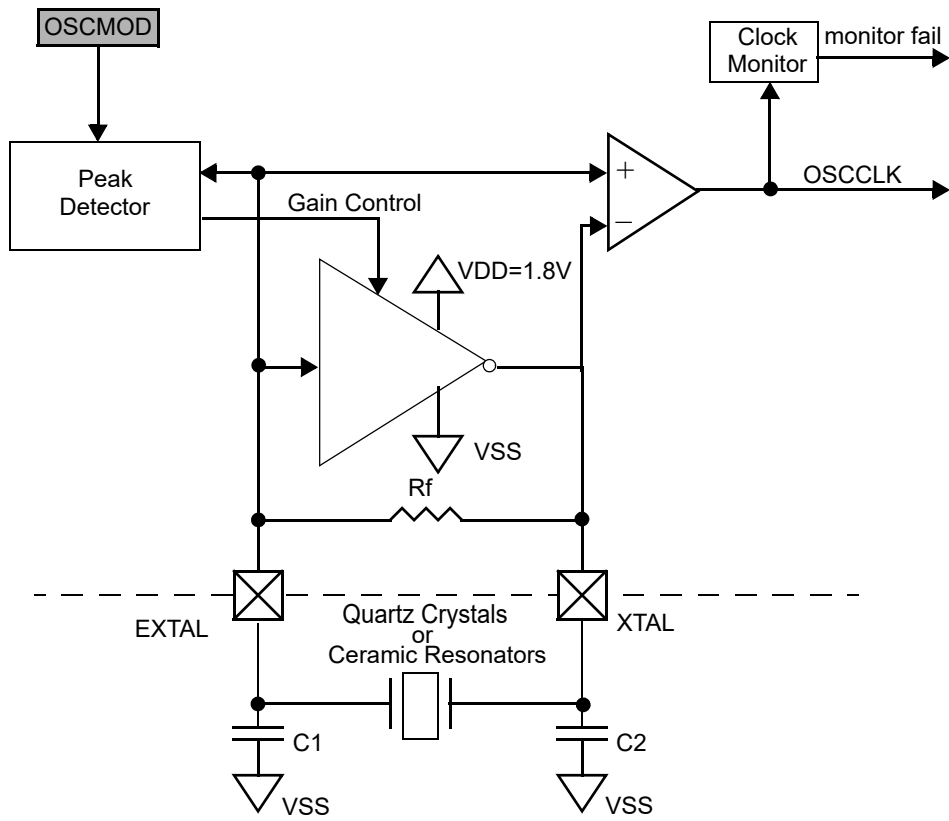 OSCMOD
Clock
Monitor
monitor fail
Peak
Detector
+
OSCCLK
Gain Control
−
VDD=1.8V
VSS
Rf
Quartz Crystals
or
Ceramic Resonators
EXTAL
XTAL
C1
C2
VSS
VSS